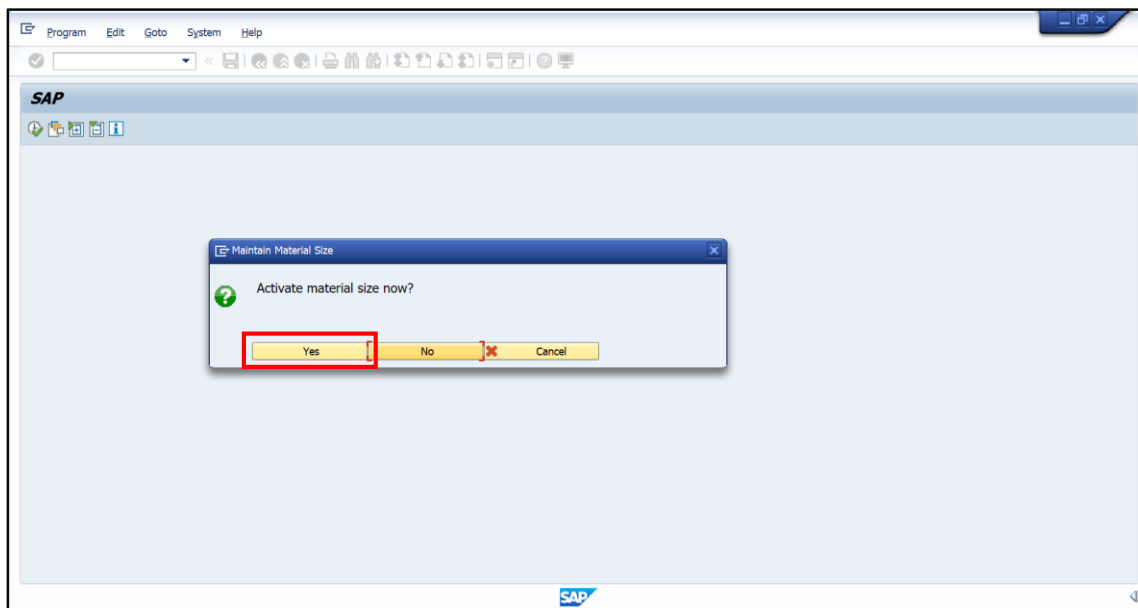 Program Edit Goto System Help
SAP
Maintain Material Size
Activate material size now?
Yes No Cancel
SAP